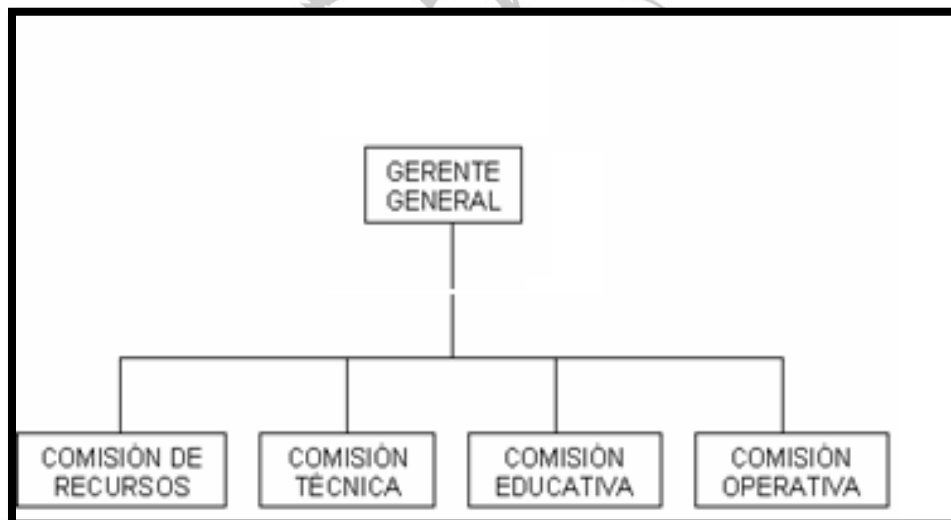 GERENTE
GENERAL
COMISIÓN DE
RECURSOS
COMISIÓN
TÉCNICA
COMISIÓN
EDUCATIVA
COMISIÓN
OPERATIVA